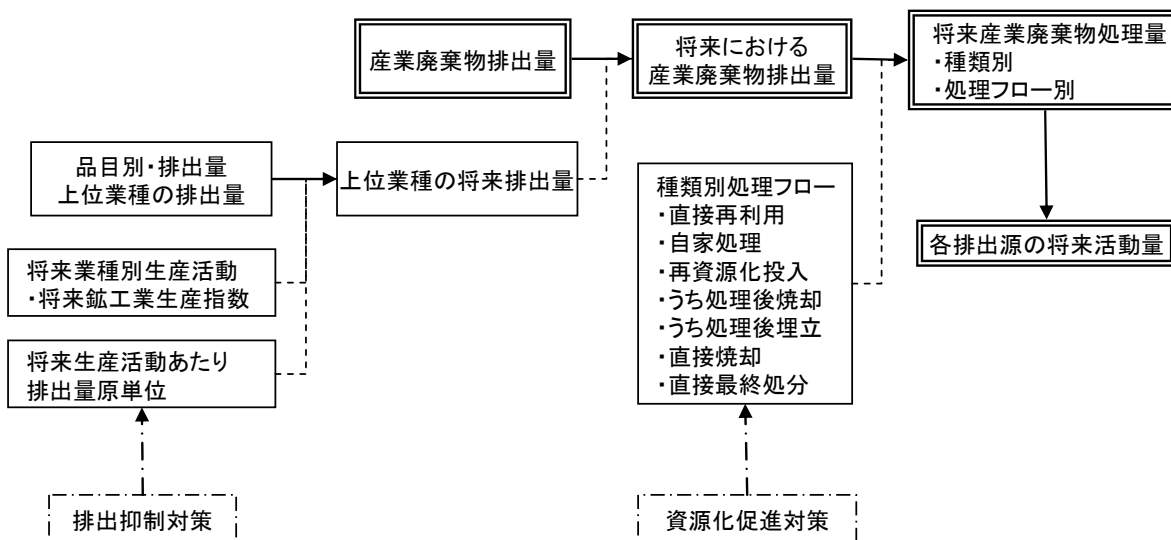 産業廃棄物排出量
将来における
産業廃棄物排出量
将来産業廃棄物処理量
・種類別
・処理フロー別
品目別・排出量
上位業種の排出量
上位業種の将来排出量
種類別処理フロー
・直接再利用
・自家処理
・再資源化投入
・うち処理後焼却
・うち処理後埋立
・直接焼却
・直接最終処分
各排出源の将来活動量
将来業種別生産活動
・将来鉱工業生産指数
将来生産活動あたり
排出量原単位
排出抑制対策
資源化促進対策